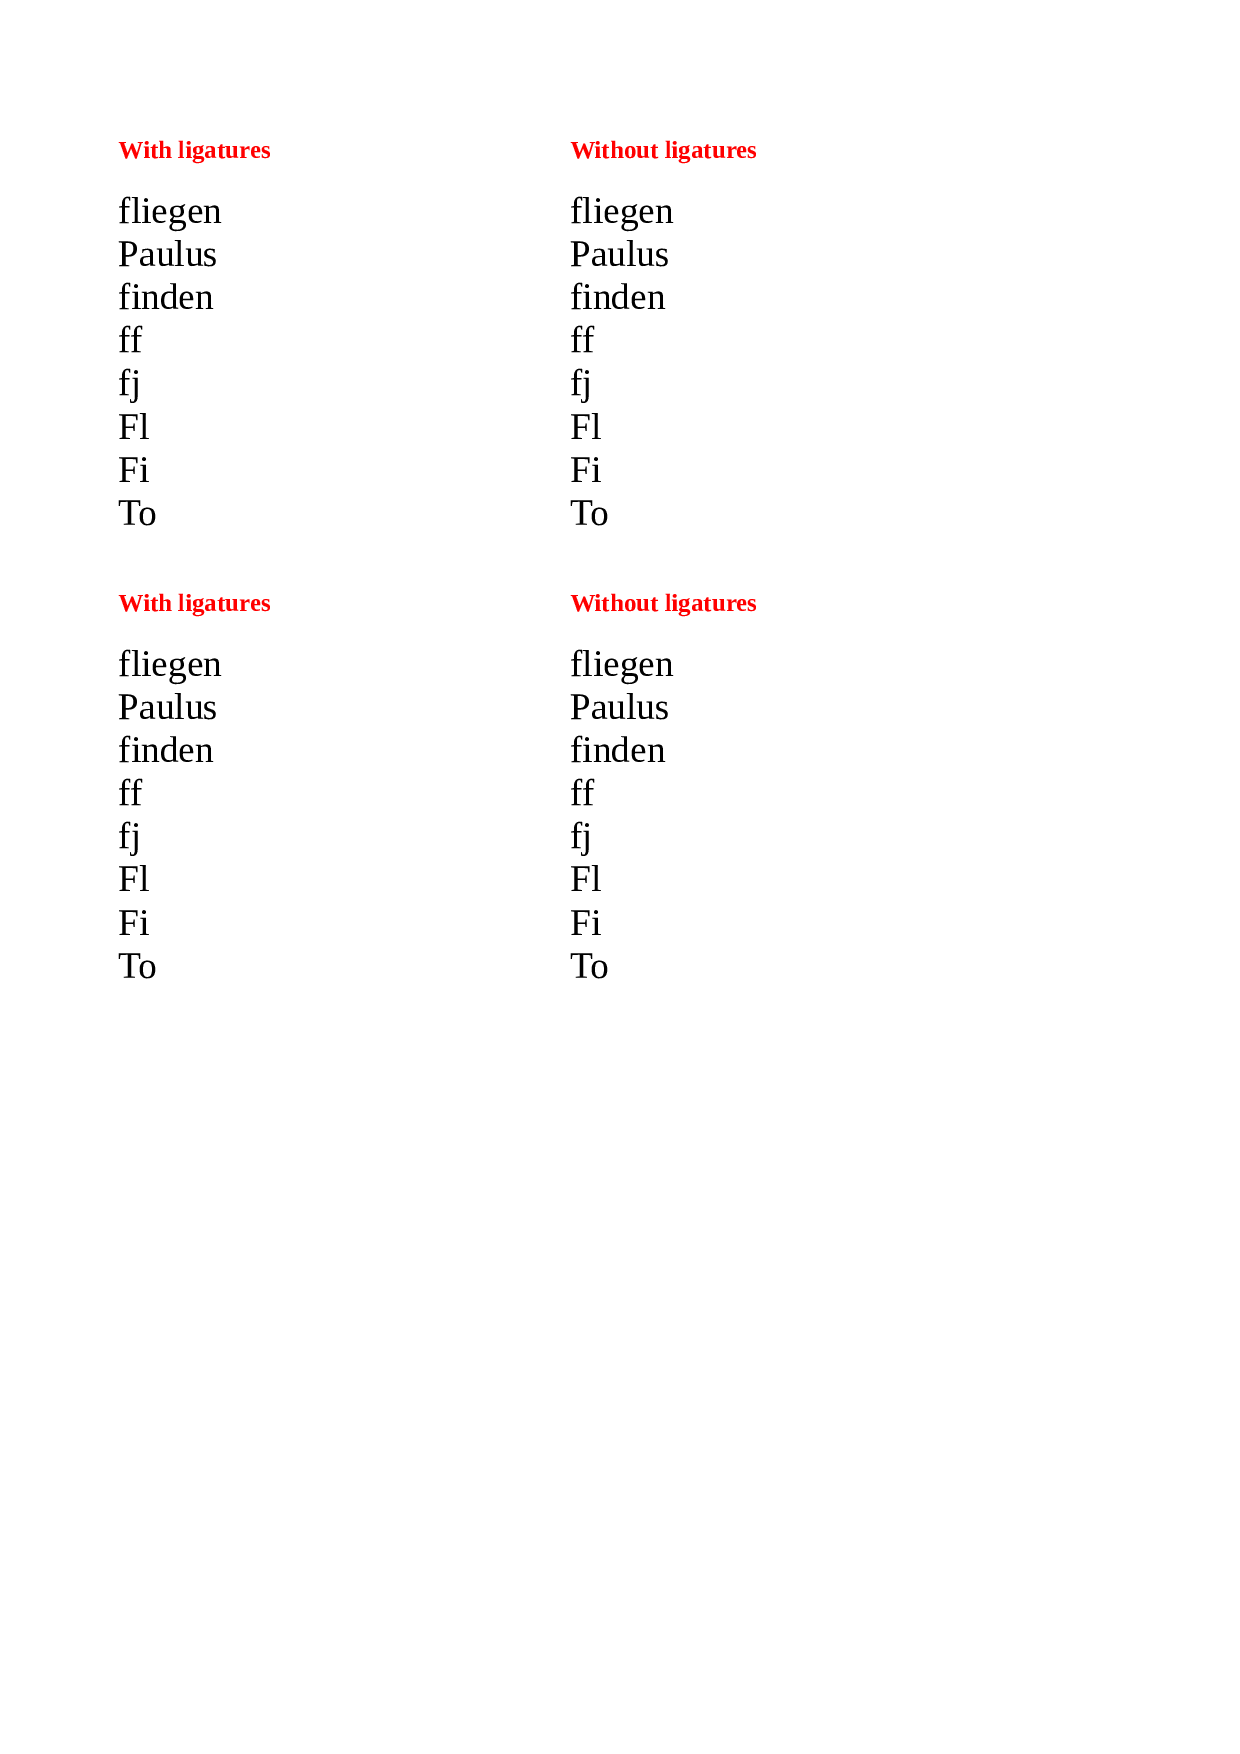 With ligatures
fliegen
Paulus
finden
ff
fj
Fl
Fi
To
Without ligatures
fliegen
Paulus
finden
ff
fj
Fl
Fi
To
With ligatures
fliegen
Paulus
finden
ff
fj
Fl
Fi
To
Without ligatures
fliegen
Paulus
finden
ff
fj
Fl
Fi
To